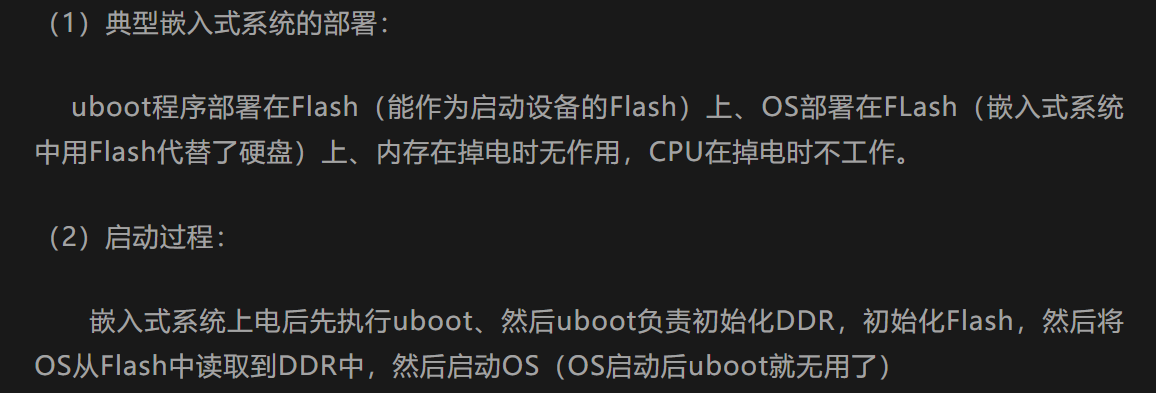 （1）典型嵌入式系统的部署：
uboot程序部署在Flash（能作为启动设备的Flash）上、OS部署在FLash（嵌入式系统
中用Flash代替了硬盘）上、内存在掉电时无作用，CPU在掉电时不工作。
（2）启动过程：
嵌入式系统上电后先执行uboot、然后uboot负责初始化DDR，初始化Flash，然后将
OS从Flash中读取到DDR中，然后启动OS（OS启动后uboot就无用了）